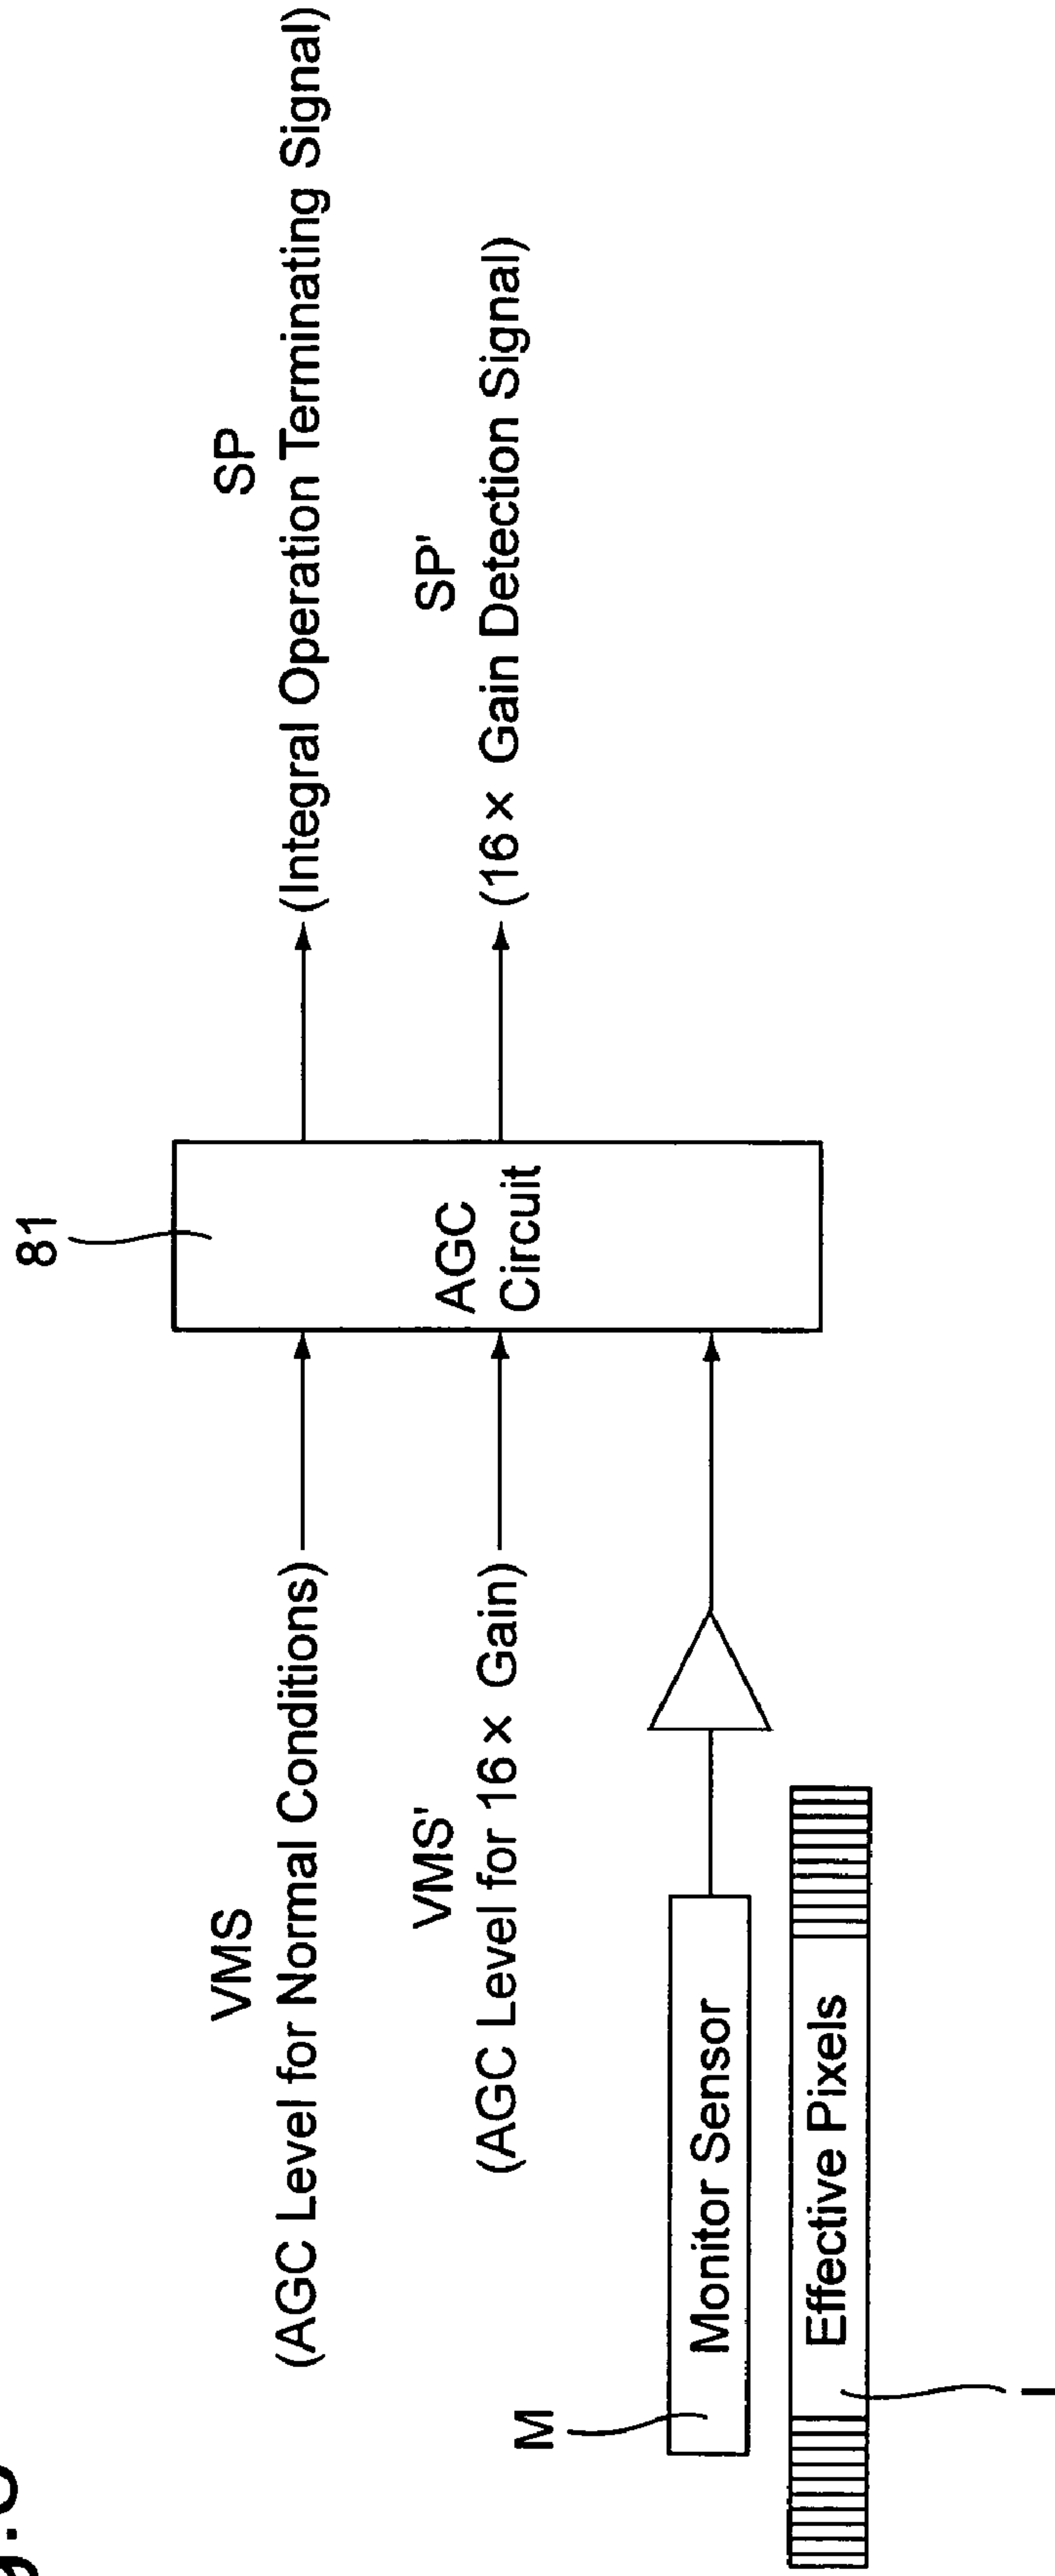 81
VMS
(AGC Level for Normal Conditions)
SP
(Integral Operation Terminating Signal)
VMS'
(AGC Level for 16× Gain)
SP'
(16× Gain Detection Signal)
AGC
Circuit
M
Monitor Sensor
Effective Pixels
I